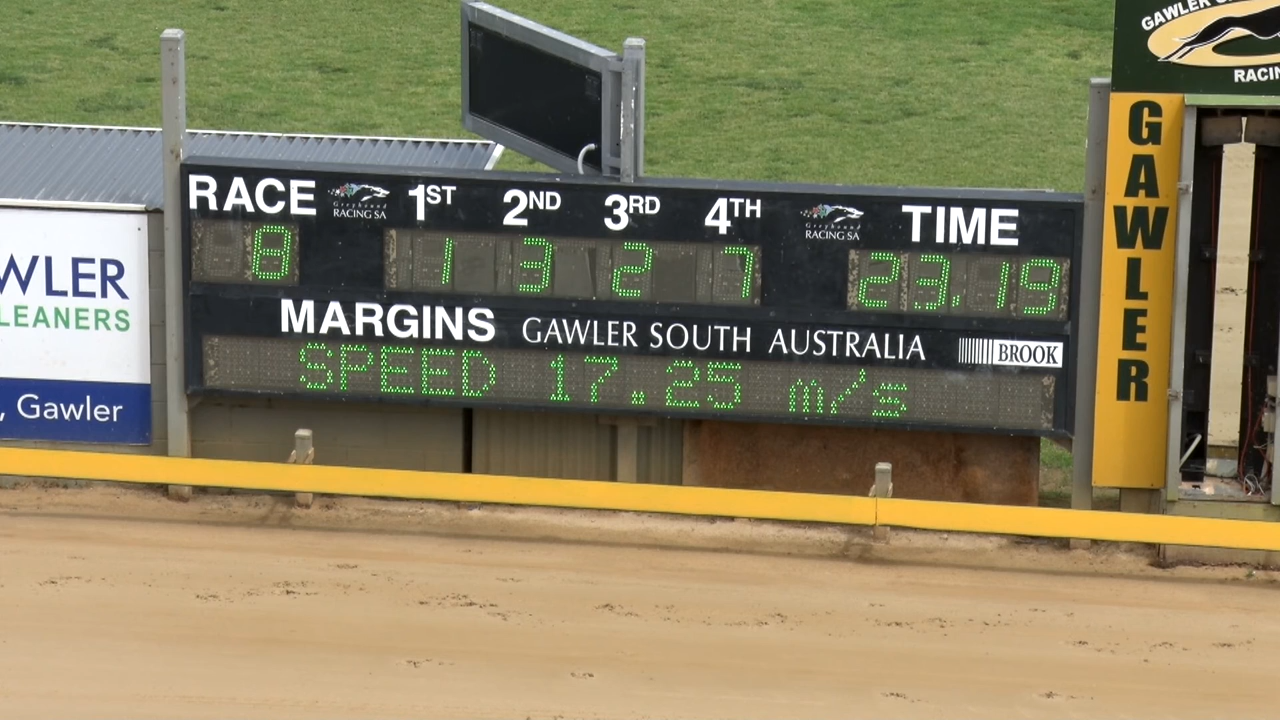 GAWLER
RACIN
GAWLER
RACE 1ST 2ND 3RD 4TH TIME
Greyhound RACING SA
Greyhound RACING SA
8 1 3 2 7 23.19
MARGINS GAWLER SOUTH AUSTRALIA BROOK
SPEED 17.25 m/s
WLER
LEANERS
, Gawler